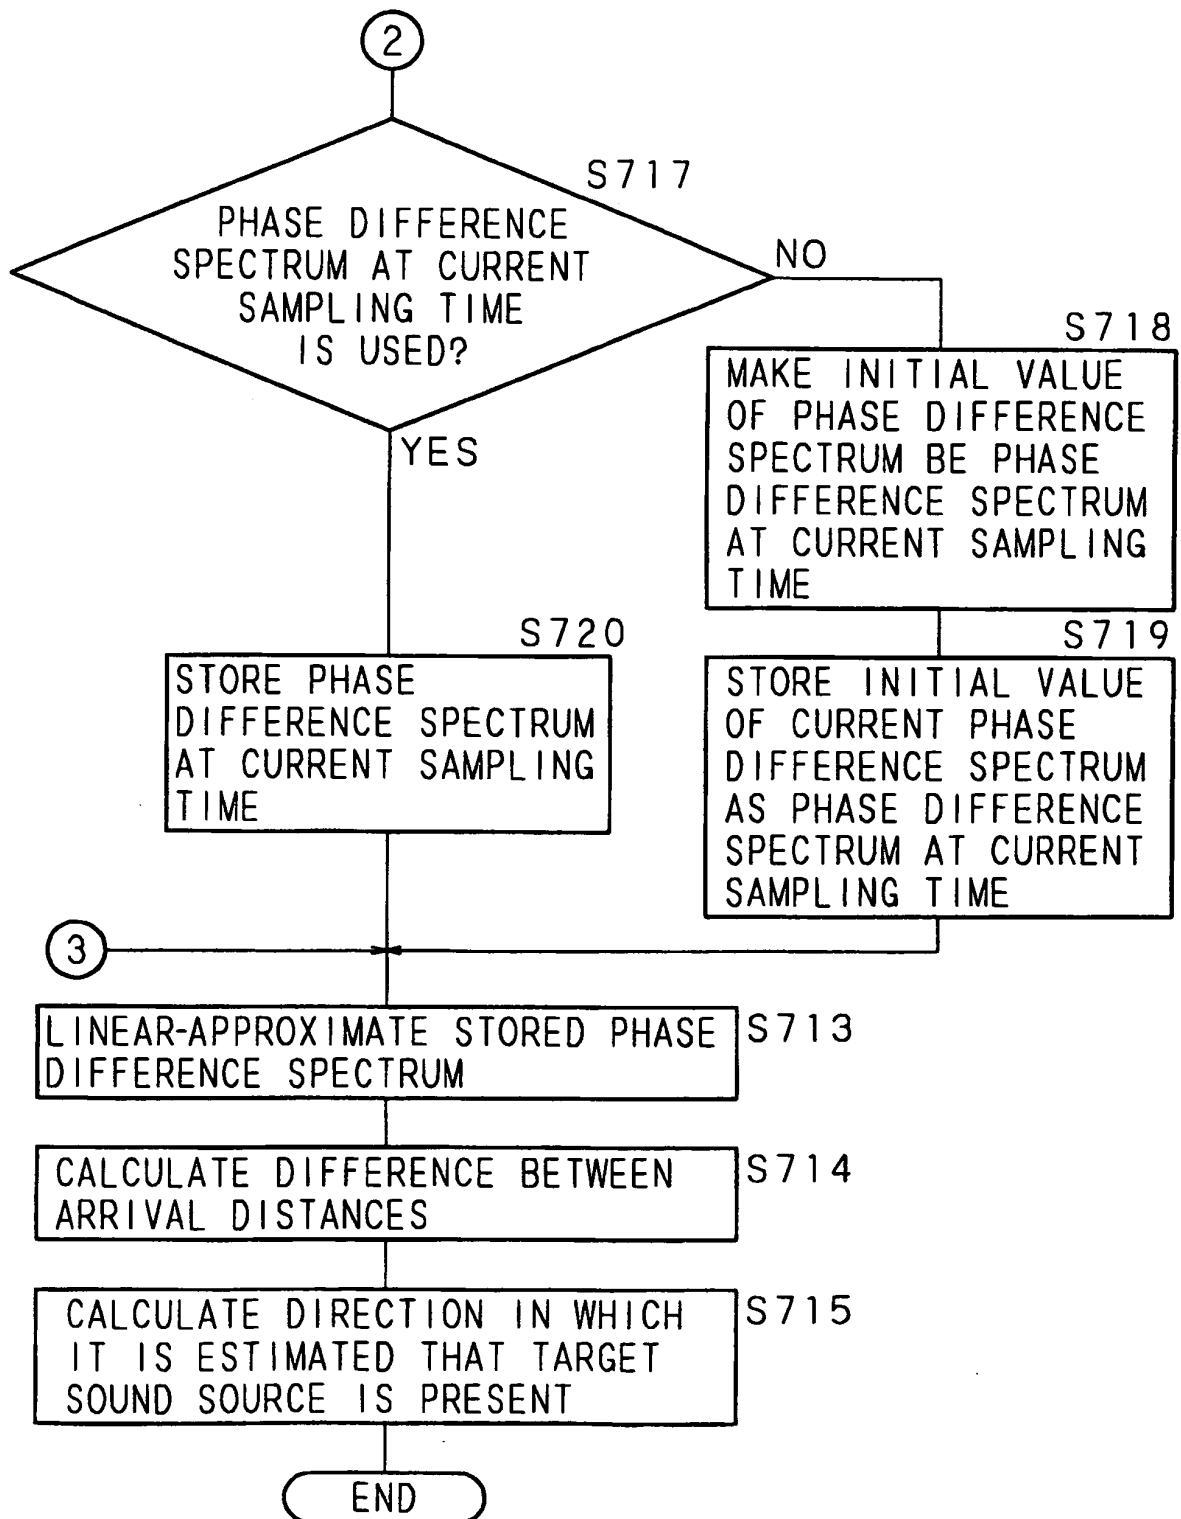 2
S717
PHASE DIFFERENCE
SPECTRUM AT CURRENT
SAMPLING TIME
IS USED?
NO
YES
S718
MAKE INITIAL VALUE
OF PHASE DIFFERENCE
SPECTRUM BE PHASE
DIFFERENCE SPECTRUM
AT CURRENT SAMPLING
TIME
S719
STORE INITIAL VALUE
OF CURRENT PHASE
DIFFERENCE SPECTRUM
AS PHASE DIFFERENCE
SPECTRUM AT CURRENT
SAMPLING TIME
S720
STORE PHASE
DIFFERENCE SPECTRUM
AT CURRENT SAMPLING
TIME
3
LINEAR-APPROXIMATE STORED PHASE
DIFFERENCE SPECTRUM
S713
CALCULATE DIFFERENCE BETWEEN
ARRIVAL DISTANCES
S714
CALCULATE DIRECTION IN WHICH
IT IS ESTIMATED THAT TARGET
SOUND SOURCE IS PRESENT
S715
END